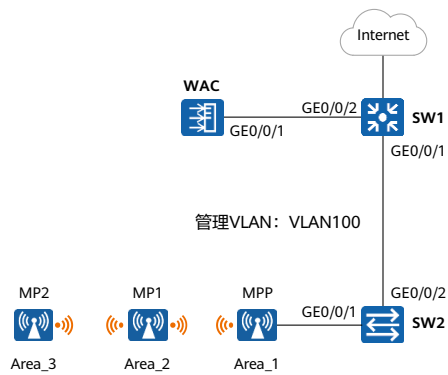 Internet
WAC
GE0/0/2
SW1
GE0/0/1
GE0/0/1
管理VLAN：VLAN100
MP2
MP1
MPP
GE0/0/2
GE0/0/1
SW2
Area_3
Area_2
Area_1